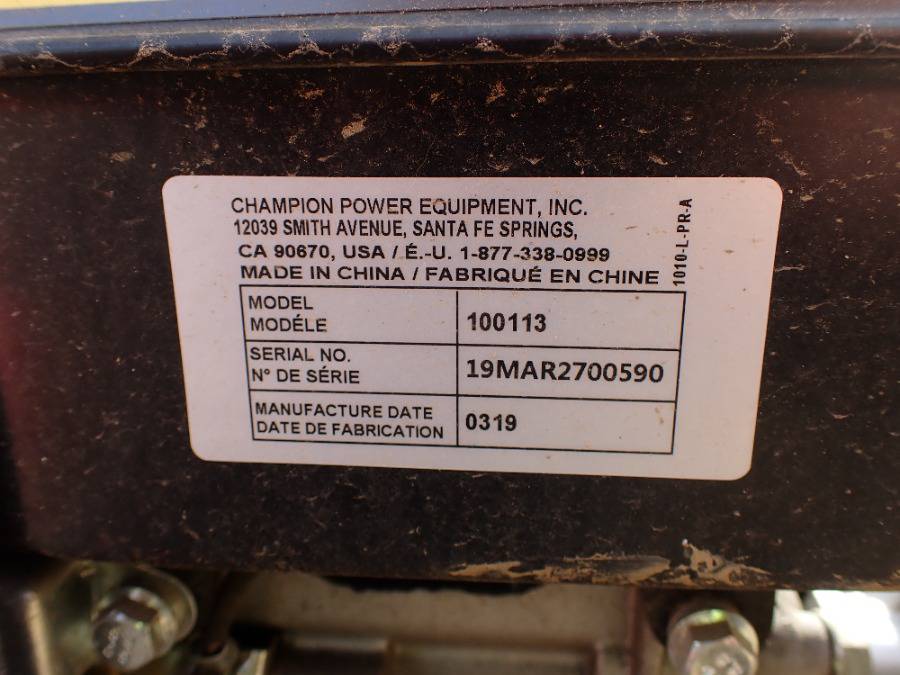 CHAMPION POWER EQUIPMENT, INC.
12039 SMITH AVENUE, SANTA FE SPRINGS,
CA 90670, USA / É.-U. 1-877-338-0999
MADE IN CHINA / FABRIQUÉ EN CHINE
1010-L-PR-A
MODEL
MODÉLE
100113
SERIAL NO.
N° DE SÉRIE
19MAR2700590
MANUFACTURE DATE
DATE DE FABRICATION
0319